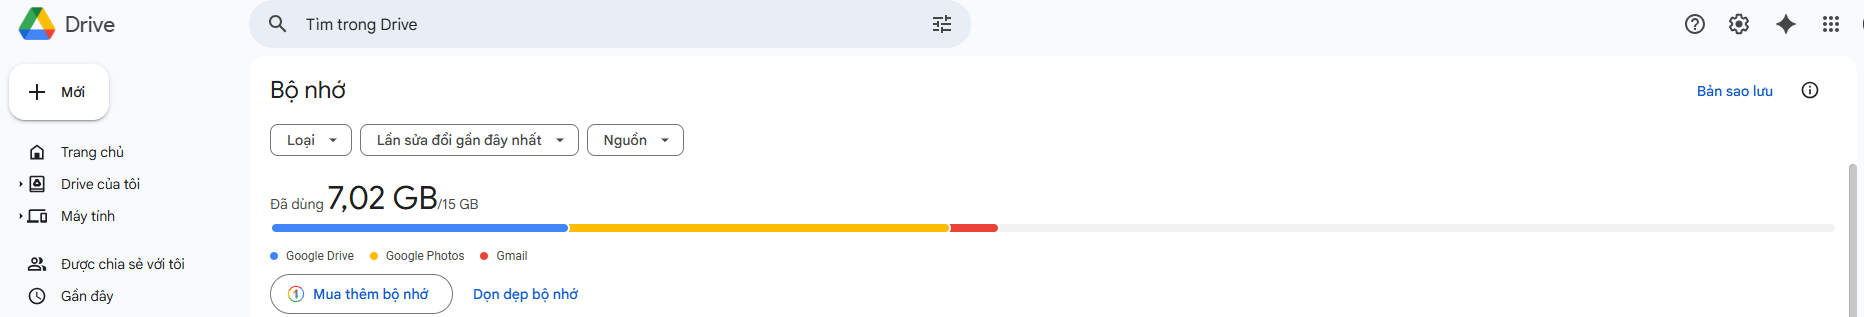 Drive
Tìm trong Drive
Mới
Trang chủ
Drive của tôi
Máy tính
Được chia sẻ với tôi
Gần đây
Bộ nhớ
Bản sao lưu
Loại
Lần sửa đổi gần đây nhất
Nguồn
Đã dùng 7,02 GB/15 GB
Google Drive Google Photos Gmail
Mua thêm bộ nhớ Dọn dẹp bộ nhớ